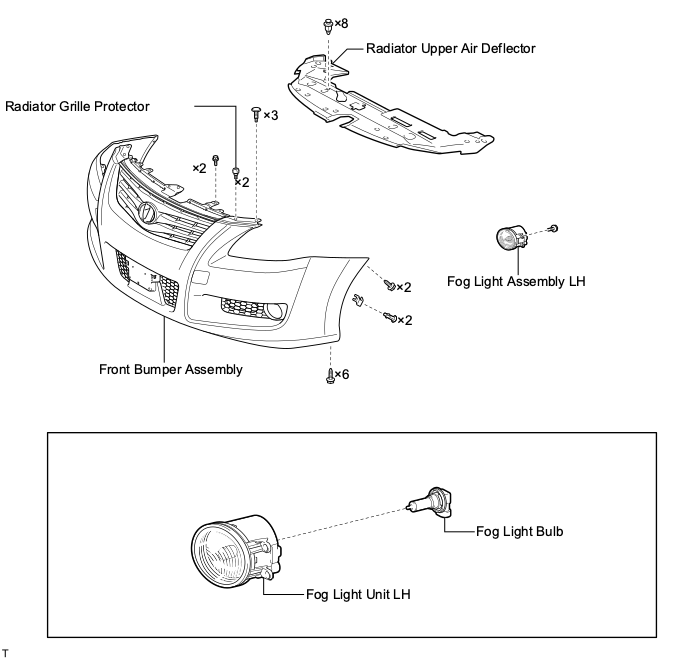 ×8
Radiator Upper Air Deflector
Radiator Grille Protector
×3
×2
×2
Fog Light Assembly LH
×2
×2
Front Bumper Assembly
×6
Fog Light Bulb
Fog Light Unit LH
T